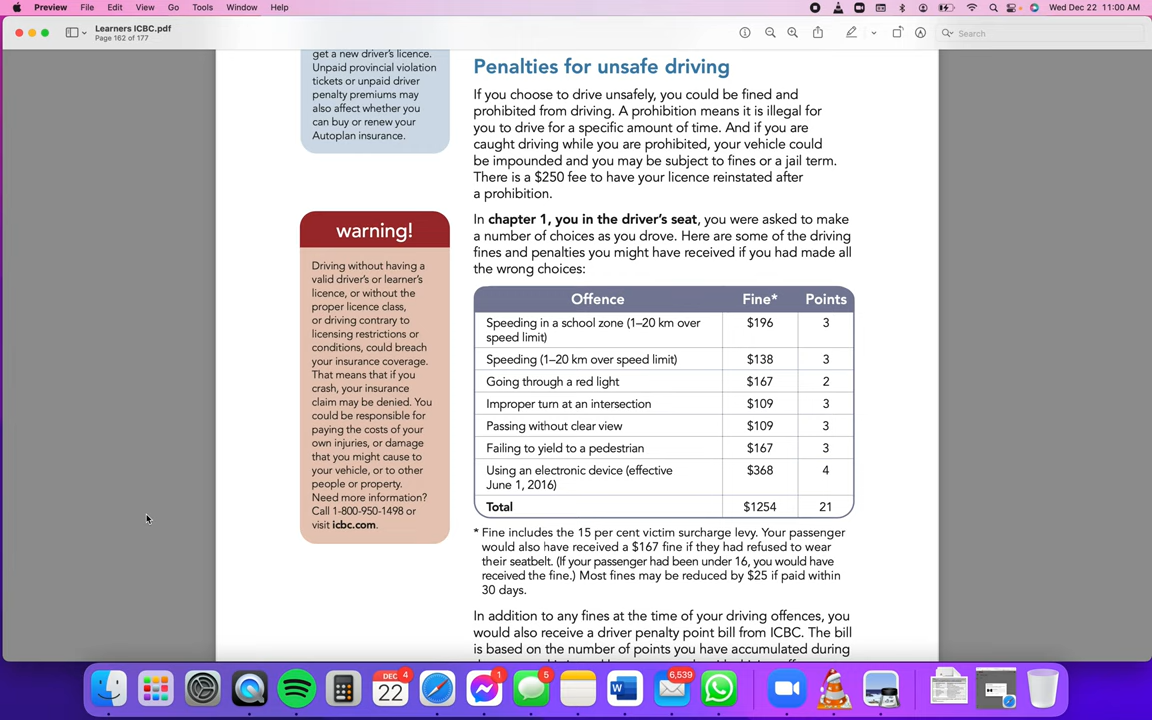 Preview File Edit View Go Tools Window Help Wed Dec 22 11:00 AM
Learners ICBC.pdf
Page 162 of 177
Search
get a new driver's licence.
Unpaid provincial violation
tickets or unpaid driver
penalty premiums may
also affect whether you
can buy or renew your
Autoplan insurance.
warning!
Driving without having a
valid driver's or learner's
licence, or without the
proper licence class,
or driving contrary to
licensing restrictions or
conditions, could breach
your insurance coverage.
That means that if you
crash, your insurance
claim may be denied. You
could be responsible for
paying the costs of your
own injuries, or damage
that you might cause to
your vehicle, or to other
people or property.
Need more information?
Call 1-800-950-1498 or
visit icbc.com.
Penalties for unsafe driving
If you choose to drive unsafely, you could be fined and
prohibited from driving. A prohibition means it is illegal for
you to drive for a specific amount of time. And if you are
caught driving while you are prohibited, your vehicle could
be impounded and you may be subject to fines or a jail term.
There is a $250 fee to have your licence reinstated after
a prohibition.
In chapter 1, you in the driver's seat, you were asked to make
a number of choices as you drove. Here are some of the driving
fines and penalties you might have received if you had made all
the wrong choices:
Offence Fine* Points
Speeding in a school zone (1–20 km over $196 3
speed limit)
Speeding (1–20 km over speed limit) $138 3
Going through a red light $167 2
Improper turn at an intersection $109 3
Passing without clear view $109 3
Failing to yield to a pedestrian $167 3
Using an electronic device (effective $368 4
June 1, 2016)
Total $1254 21
* Fine includes the 15 per cent victim surcharge levy. Your passenger
would also have received a $167 fine if they had refused to wear
their seatbelt. (If your passenger had been under 16, you would have
received the fine.) Most fines may be reduced by $25 if paid within
30 days.
In addition to any fines at the time of your driving offences, you
would also receive a driver penalty point bill from ICBC. The bill
is based on the number of points you have accumulated during
DEC 4 1 5 6,539
22